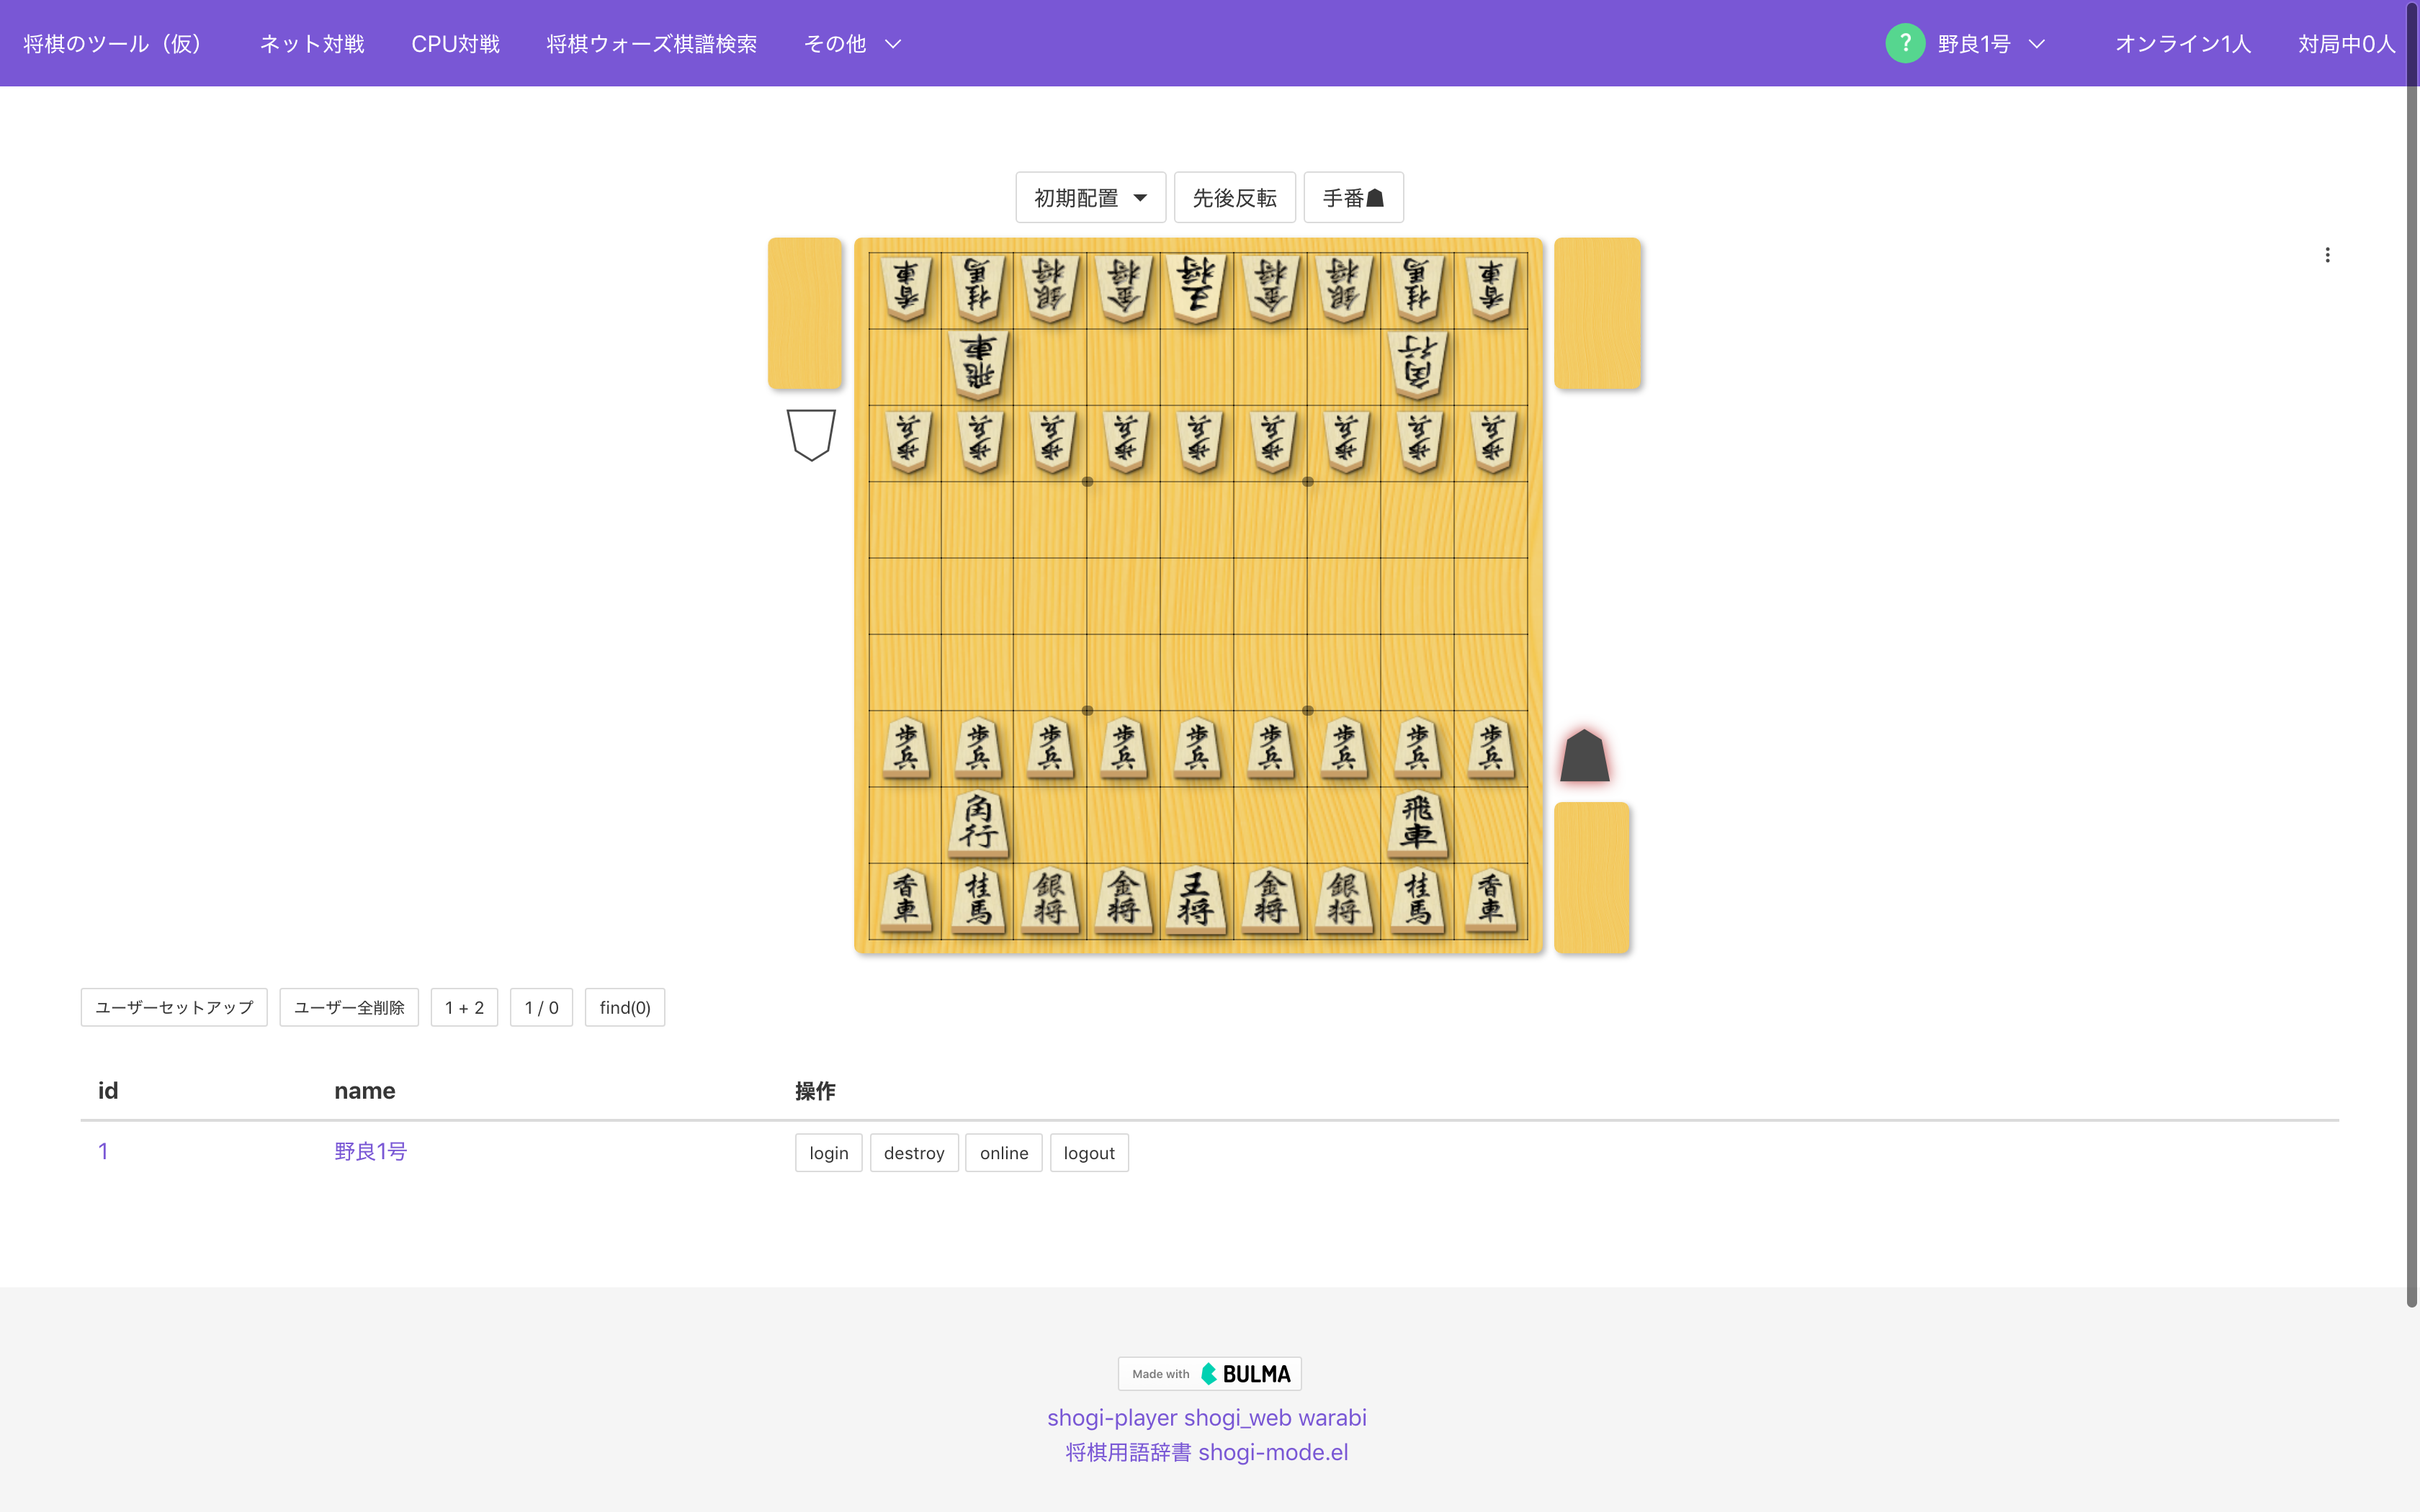 将棋のツール（仮） ネット対戦 CPU対戦 将棋ウォーズ棋譜検索 その他 ? 野良1号 オンライン1人 対局中0人
初期配置 先後反転 手番☗
香車 桂馬 銀将 金将 王将 金将 銀将 桂馬 香車
飛車 角行
歩兵 歩兵 歩兵 歩兵 歩兵 歩兵 歩兵 歩兵 歩兵
歩兵 歩兵 歩兵 歩兵 歩兵 歩兵 歩兵 歩兵 歩兵
角行 飛車
香車 桂馬 銀将 金将 王将 金将 銀将 桂馬 香車
ユーザーセットアップ ユーザー全削除 1 + 2 1 / 0 find(0)
id name 操作
1 野良1号 login destroy online logout
Made with BULMA
shogi-player shogi_web warabi
将棋用語辞書 shogi-mode.el